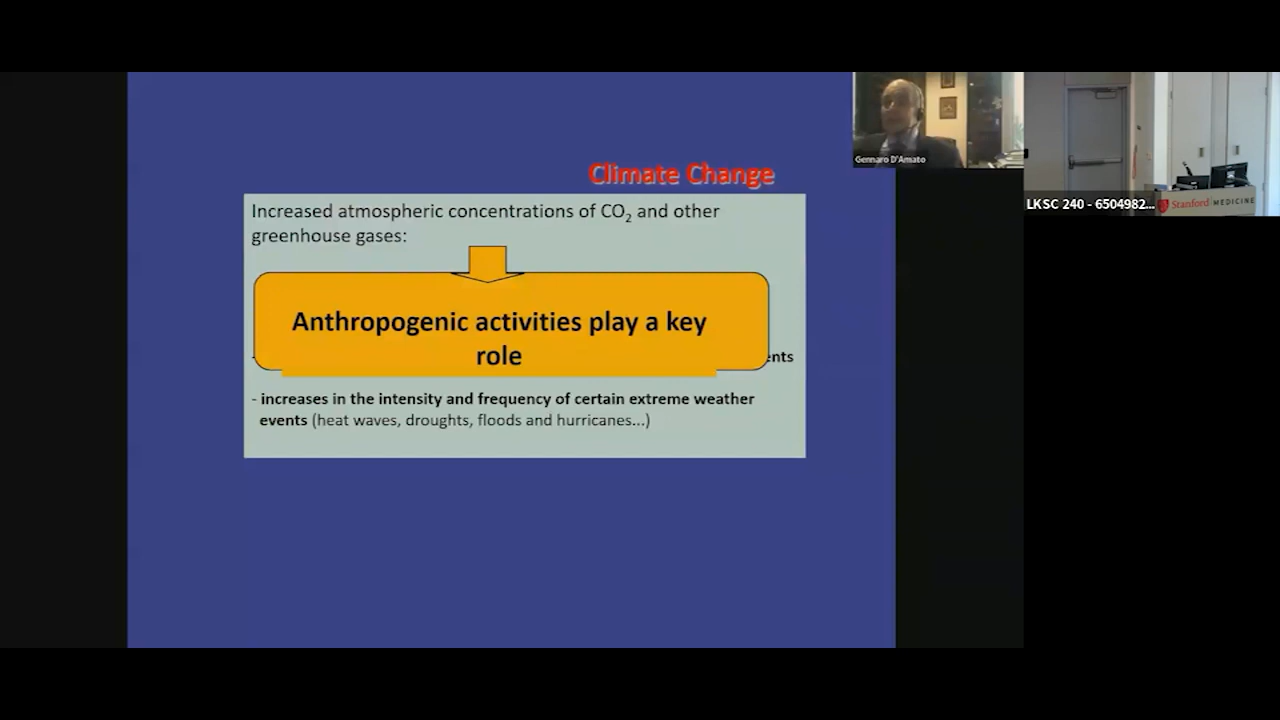 Climate Change
Increased atmospheric concentrations of CO₂ and other
greenhouse gases:
Anthropogenic activities play a key
role
- increases in the intensity and frequency of certain extreme weather
events (heat waves, droughts, floods and hurricanes...)
Gennaro D'Amato
LKSC 240 - 6504982...
Stanford MEDICINE